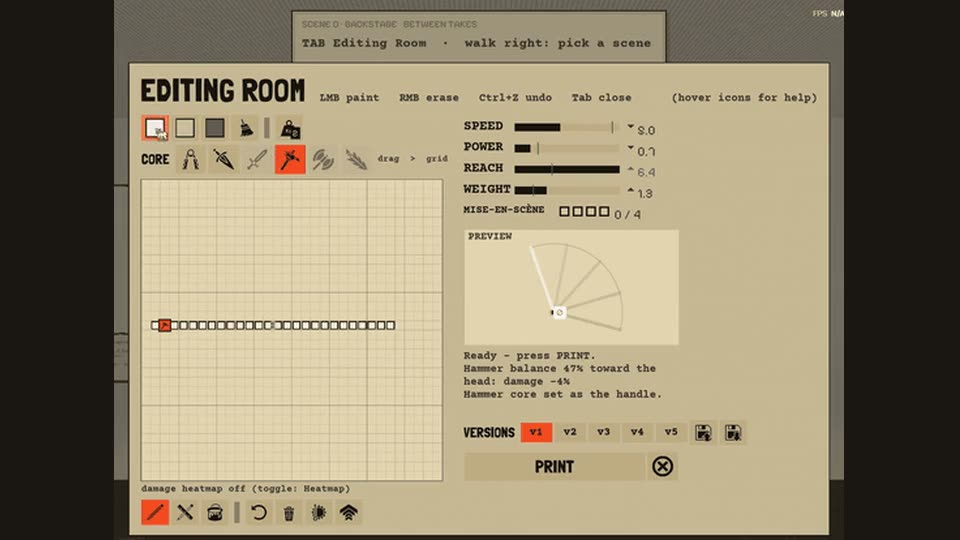 FPS N/A
SCENE 0 · BACKSTAGE BETWEEN TAKES
TAB Editing Room · walk right: pick a scene
EDITING ROOM
LMB paint RMB erase Ctrl+Z undo Tab close (hover icons for help)
CORE
drag > grid
SPEED 8.0
POWER 0.7
REACH 6.4
WEIGHT 1.3
MISE-EN-SCÈNE 0 / 4
PREVIEW
Ready - press PRINT.
Hammer balance 47% toward the
head: damage -4%
Hammer core set as the handle.
VERSIONS v1 v2 v3 v4 v5
PRINT
damage heatmap off (toggle: Heatmap)